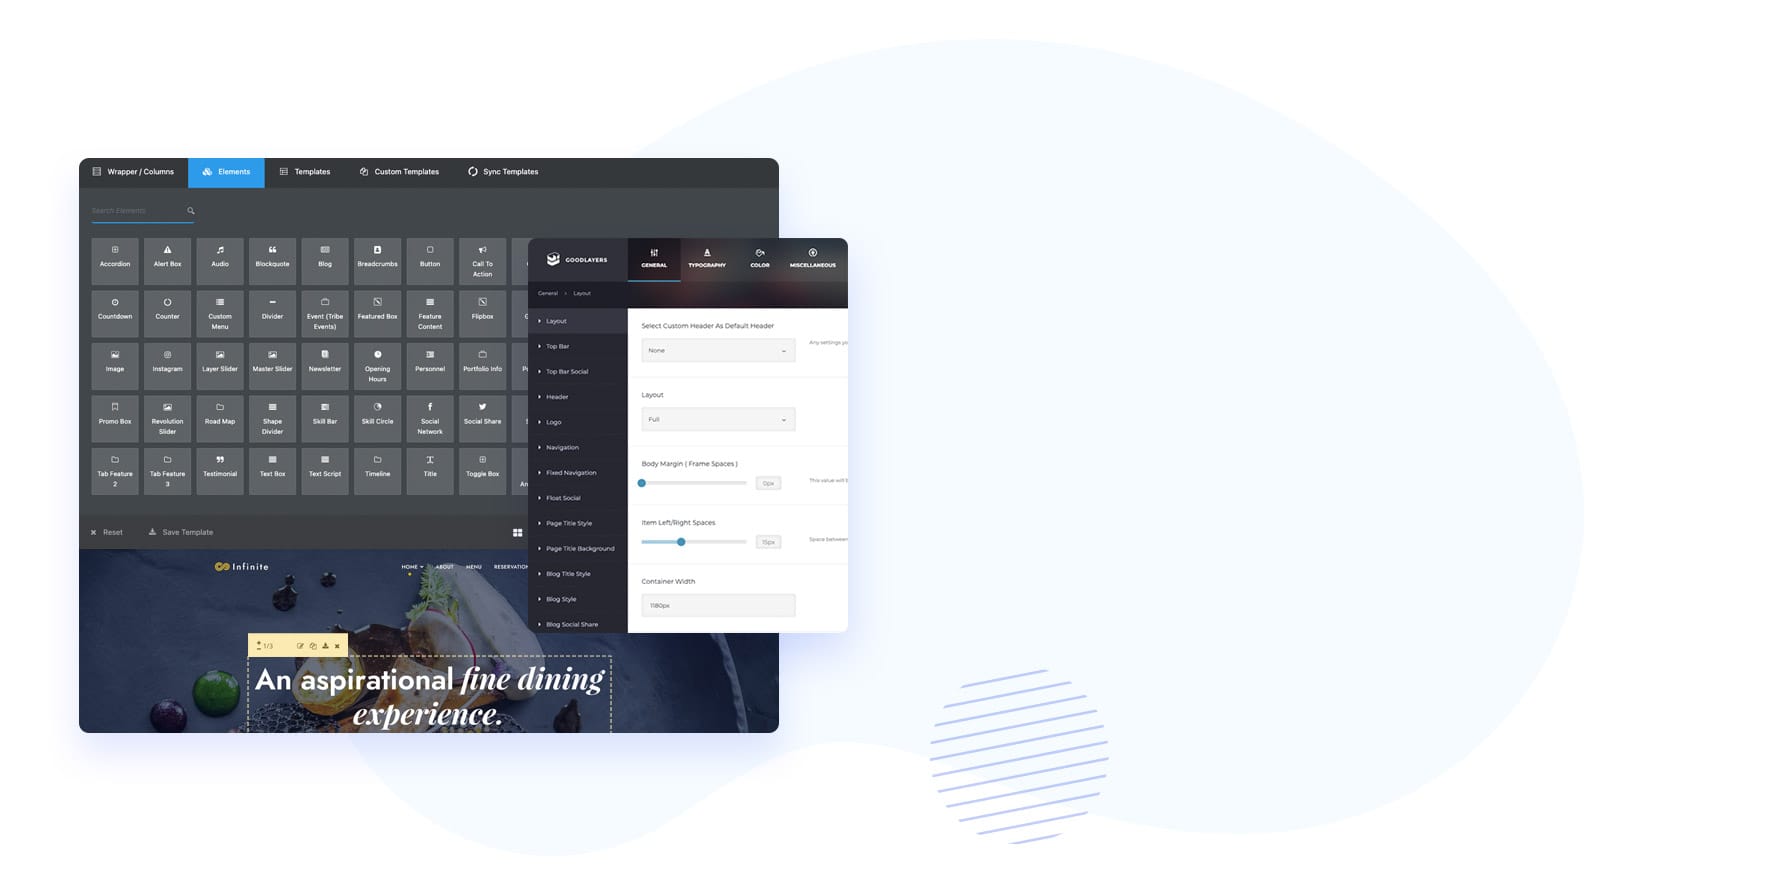 Wrapper / Columns
Elements
Templates
Custom Templates
Sync Templates
Search Elements
Accordion
Alert Box
Audio
Blockquote
Blog
Breadcrumbs
Button
Call To
Action
Countdown
Counter
Custom
Menu
Divider
Event (Tribe
Events)
Featured Box
Feature
Content
Flipbox
Image
Instagram
Layer Slider
Master Slider
Newsletter
Opening
Hours
Personnel
Portfolio Info
Promo Box
Revolution
Slider
Road Map
Shape
Divider
Skill Bar
Skill Circle
Social
Network
Social Share
Tab Feature
2
Tab Feature
3
Testimonial
Text Box
Text Script
Timeline
Title
Toggle Box
Reset
Save Template
Infinite
HOME
ABOUT
MENU
RESERVATION
1/3
An aspirational fine dining
experience.
GOODLAYERS
GENERAL
TYPOGRAPHY
COLOR
MISCELLANEOUS
General > Layout
Layout
Top Bar
Top Bar Social
Header
Logo
Navigation
Fixed Navigation
Float Social
Page Title Style
Page Title Background
Blog Title Style
Blog Style
Blog Social Share
Select Custom Header As Default Header
None
Any settings yo
Layout
Full
Body Margin ( Frame Spaces )
0px
This value will b
Item Left/Right Spaces
15px
Space between
Container Width
1180px